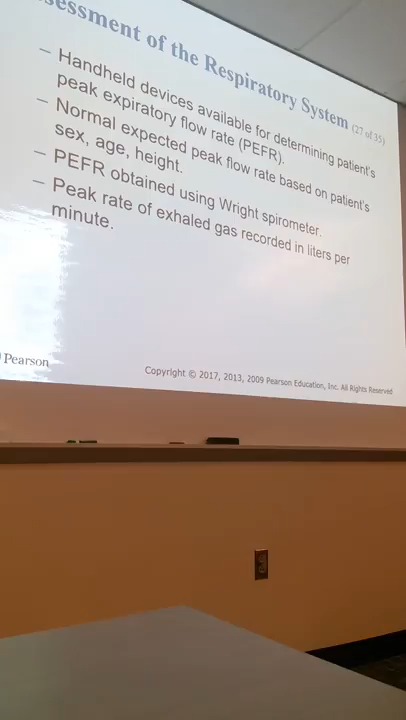 of the Respiratory System (27 of 35)
– Handheld devices available for determining patient's
peak expiratory flow rate (PEFR).
– Normal expected peak flow rate based on patient's
sex, age, height.
– PEFR obtained using Wright spirometer.
– Peak rate of exhaled gas recorded in liters per
minute.
Pearson
Copyright © 2017, 2013, 2009 Pearson Education, Inc. All Rights Reserved